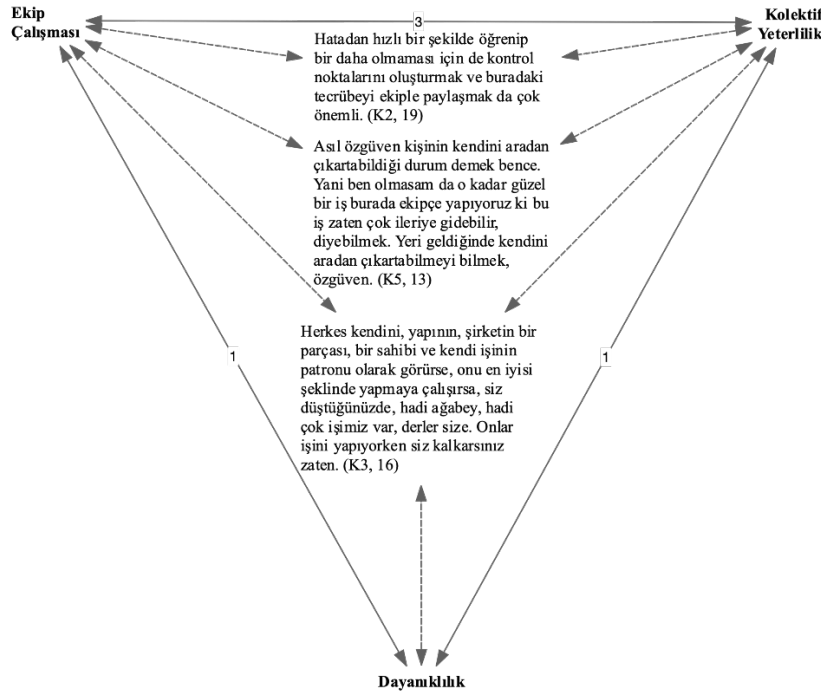 Ekip
Çalışması
3
Kolektif
Yeterlilik
Hatadan hızlı bir şekilde öğrenip
bir daha olmaması için de kontrol
noktalarını oluşturmak ve buradaki
tecrübeyi ekiple paylaşmak da çok
önemli. (K2, 19)
Asıl özgüven kişinin kendini aradan
çıkartabildiği durum demek bence.
Yani ben olmasam da o kadar güzel
bir iş burada ekipçe yapıyoruz ki bu
iş zaten çok ileriye gidebilir,
diyebilmek. Yeri geldiğinde kendini
aradan çıkartabilmeyi bilmek,
özgüven. (K5, 13)
Herkes kendini, yapının, şirketin bir
parçası, bir sahibi ve kendi işinin
patronu olarak görürse, onu en iyisi
şeklinde yapmaya çalışırsa, siz
düştüğünüzde, hadi ağabey, hadi
çok işimiz var, derler size. Onlar
işini yapıyorken siz kalkarsınız
zaten. (K3, 16)
1
1
Dayanıklılık